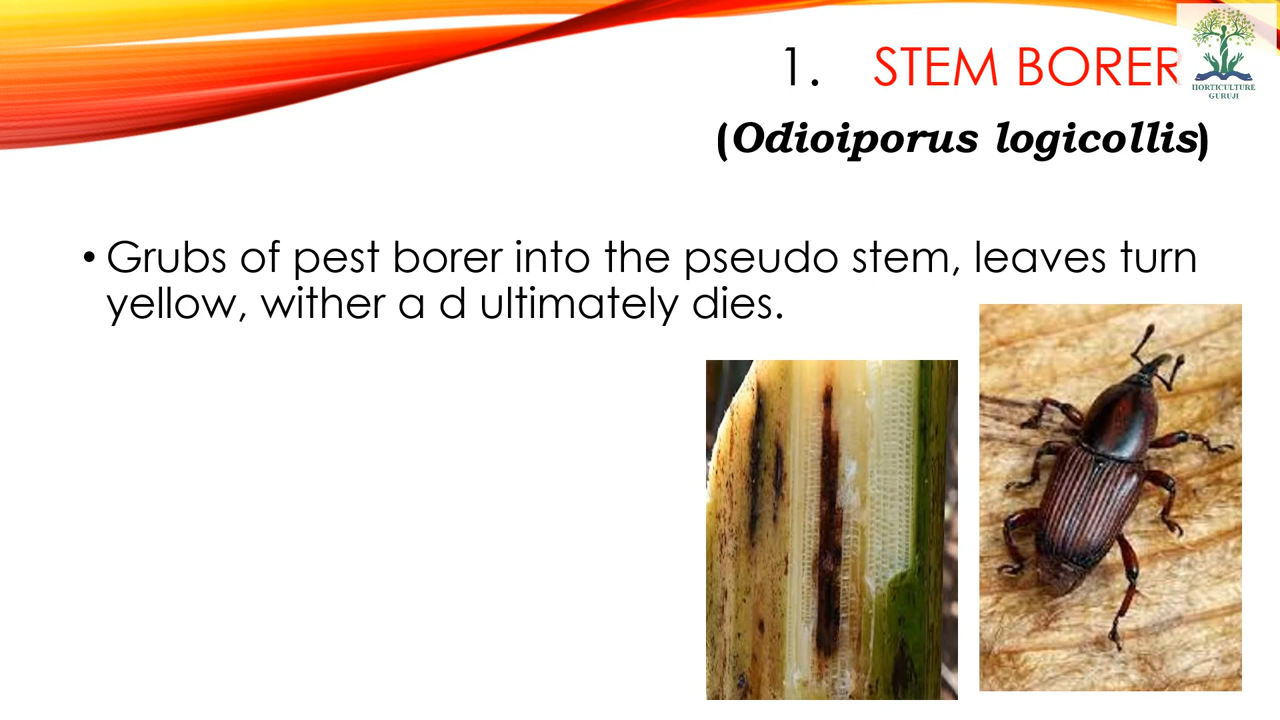 1. STEM BORER
HORTICULTURE
GURUJI
(Odioiporus logicollis)
• Grubs of pest borer into the pseudo stem, leaves turn
yellow, wither a d ultimately dies.